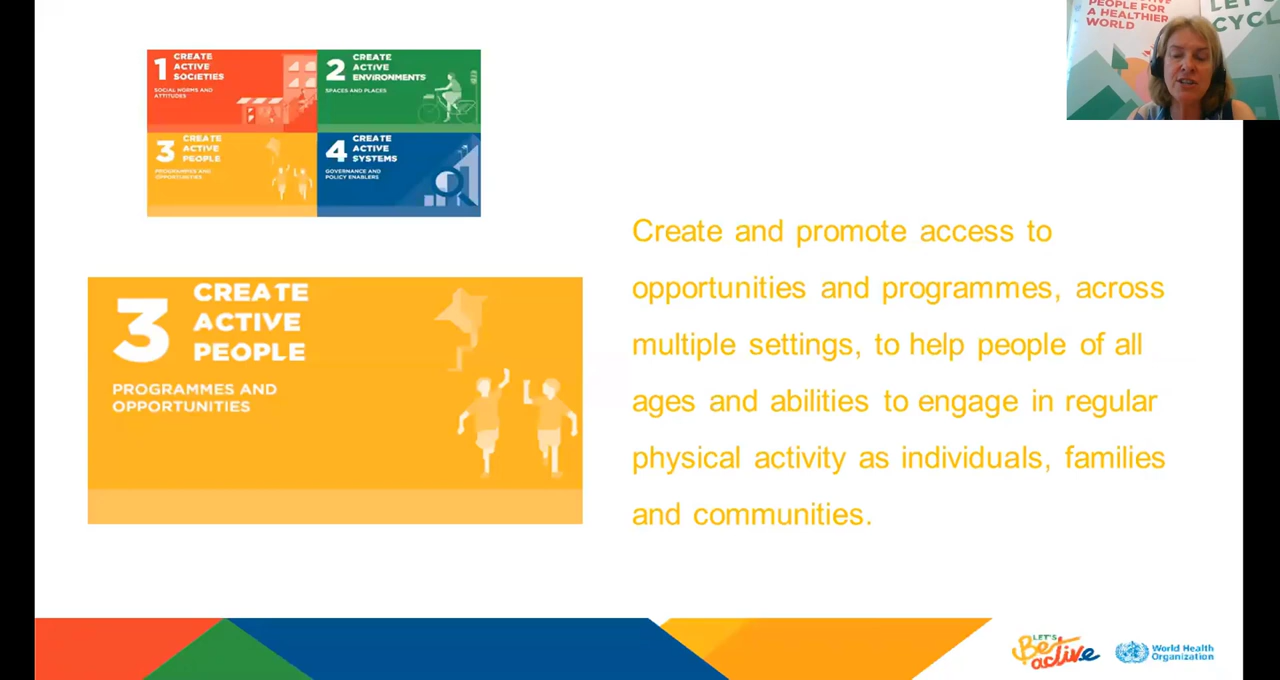 1 CREATE
ACTIVE
SOCIETIES
SOCIAL NORMS AND
ATTITUDES
2 CREATE
ACTIVE
ENVIRONMENTS
SPACES AND PLACES
3 CREATE
ACTIVE
PEOPLE
PROGRAMMES AND
OPPORTUNITIES
4 CREATE
ACTIVE
SYSTEMS
GOVERNANCE AND
POLICY ENABLERS
PEOPLE FOR
A HEALTHIER
WORLD
LET'S
CYCL
3 CREATE
ACTIVE
PEOPLE
PROGRAMMES AND
OPPORTUNITIES
Create and promote access to
opportunities and programmes, across
multiple settings, to help people of all
ages and abilities to engage in regular
physical activity as individuals, families
and communities.
LET'S
Be
active
World Health
Organization